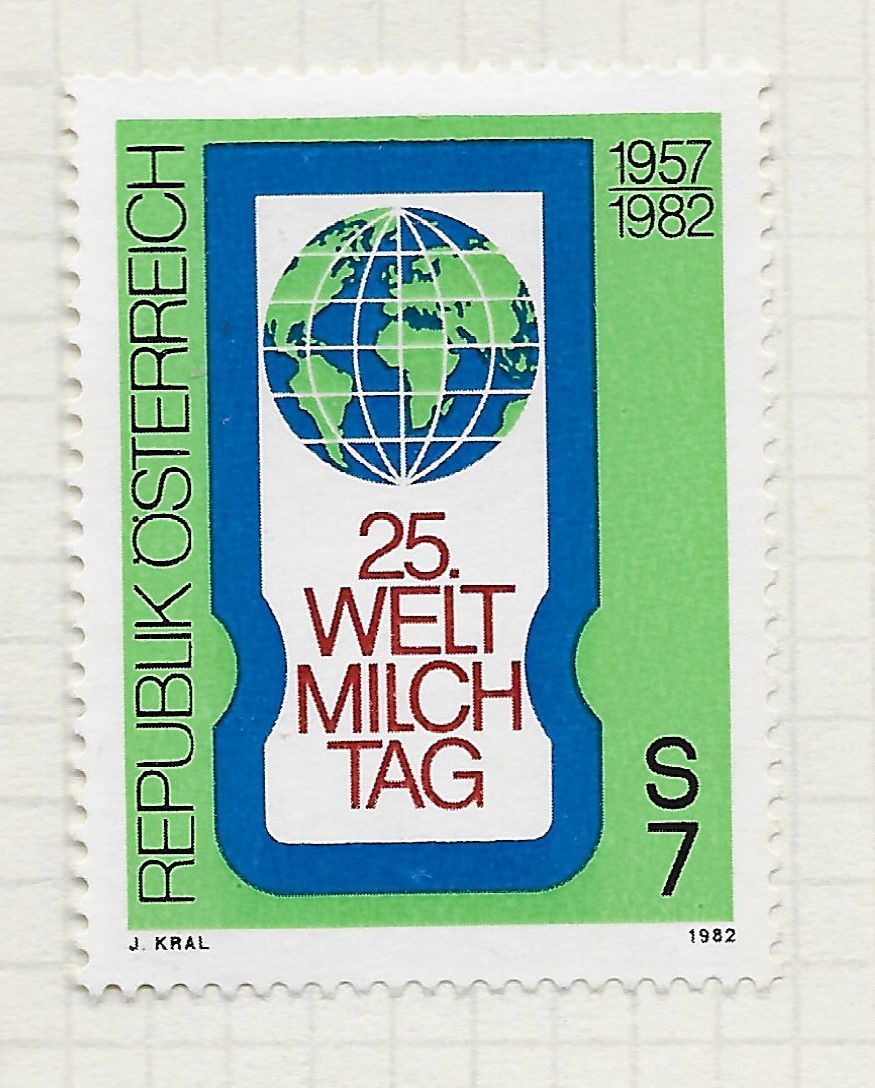 REPUBLIK ÖSTERREICH
1957
1982
25.
WELT
MILCH
TAG
S
7
J. KRAL
1982